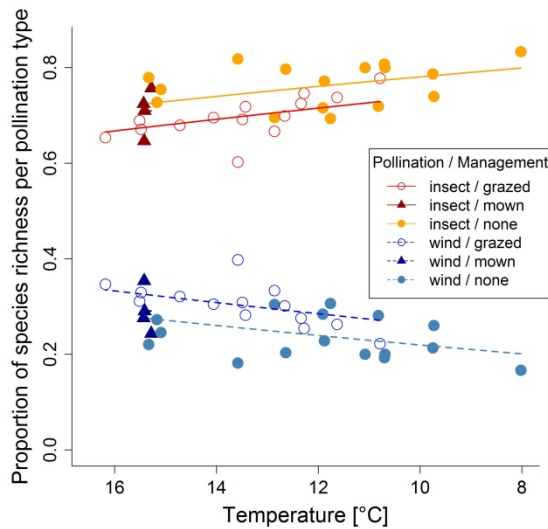 Proportion of species richness per pollination type
0.8
0.6
0.4
0.2
0.0
Pollination / Management
insect / grazed
insect / mown
insect / none
wind / grazed
wind / mown
wind / none
16 14 12 10 8
Temperature [°C]